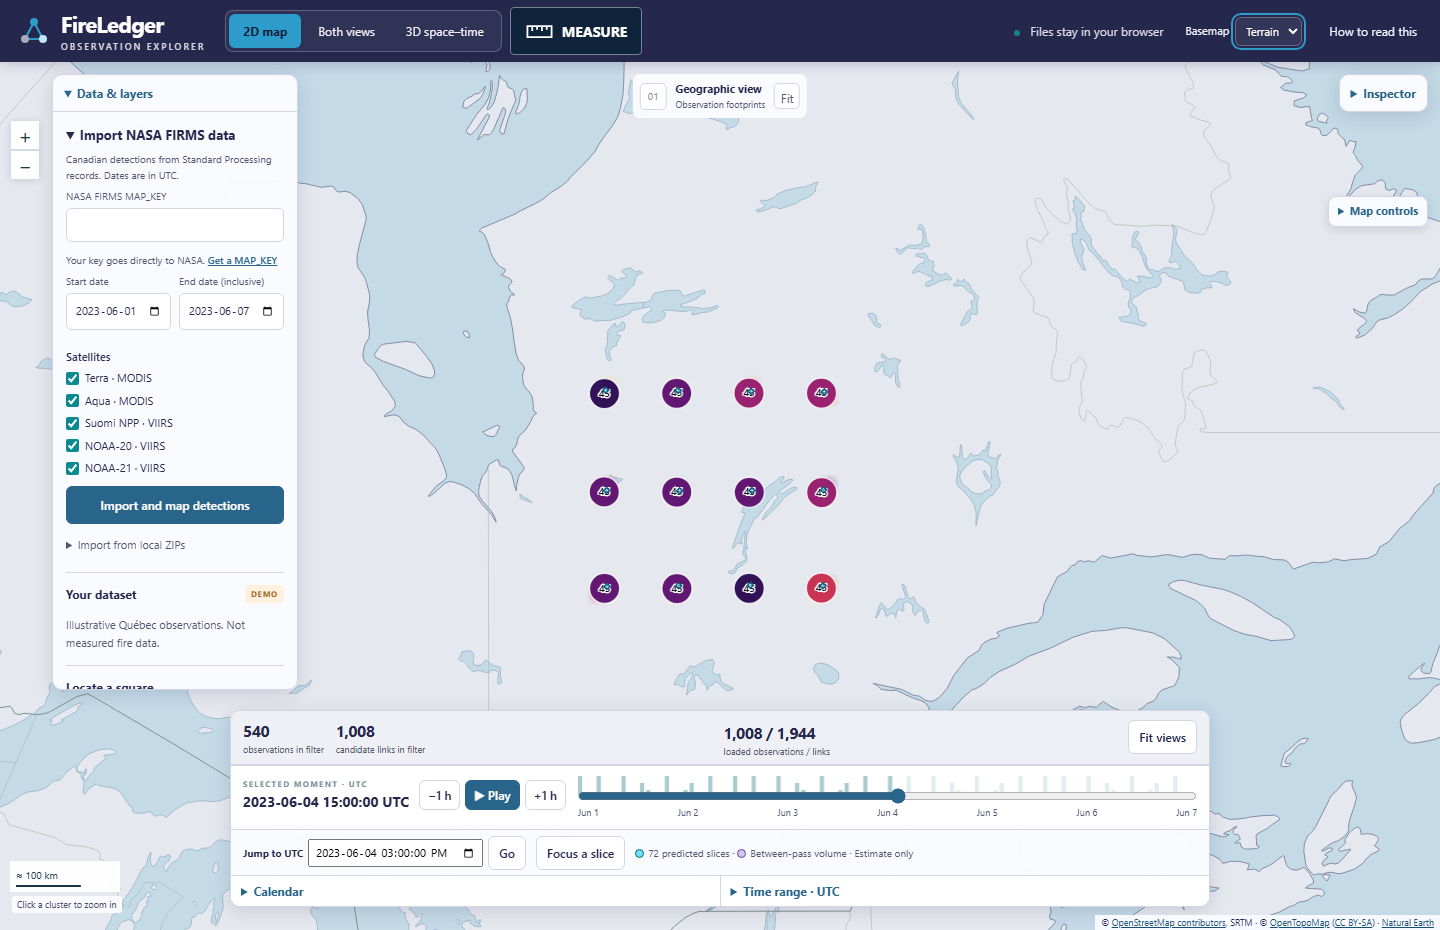 FireLedger
OBSERVATION EXPLORER
2D map
Both views
3D space–time
MEASURE
Files stay in your browser
Basemap
Terrain
How to read this
▼ Data & layers
▼ Import NASA FIRMS data
Canadian detections from Standard Processing
records. Dates are in UTC.
NASA FIRMS MAP_KEY
Your key goes directly to NASA. Get a MAP_KEY
Start date
End date (inclusive)
2023-06-01
2023-06-07
Satellites
Terra · MODIS
Aqua · MODIS
Suomi NPP · VIIRS
NOAA-20 · VIIRS
NOAA-21 · VIIRS
Import and map detections
▶ Import from local ZIPs
Your dataset
DEMO
Illustrative Québec observations. Not
measured fire data.
Locate a square
+
−
01
Geographic view
Observation footprints
Fit
▶ Inspector
▶ Map controls
540
observations in filter
1,008
candidate links in filter
1,008 / 1,944
loaded observations / links
Fit views
SELECTED MOMENT · UTC
2023-06-04 15:00:00 UTC
−1 h
▶ Play
+1 h
Jun 1
Jun 2
Jun 3
Jun 4
Jun 5
Jun 6
Jun 7
Jump to UTC
2023-06-04 03:00:00 PM
Go
Focus a slice
72 predicted slices ·
Between-pass volume · Estimate only
▶ Calendar
▶ Time range · UTC
≈ 100 km
Click a cluster to zoom in
© OpenStreetMap contributors, SRTM · © OpenTopoMap (CC BY-SA) · Natural Earth